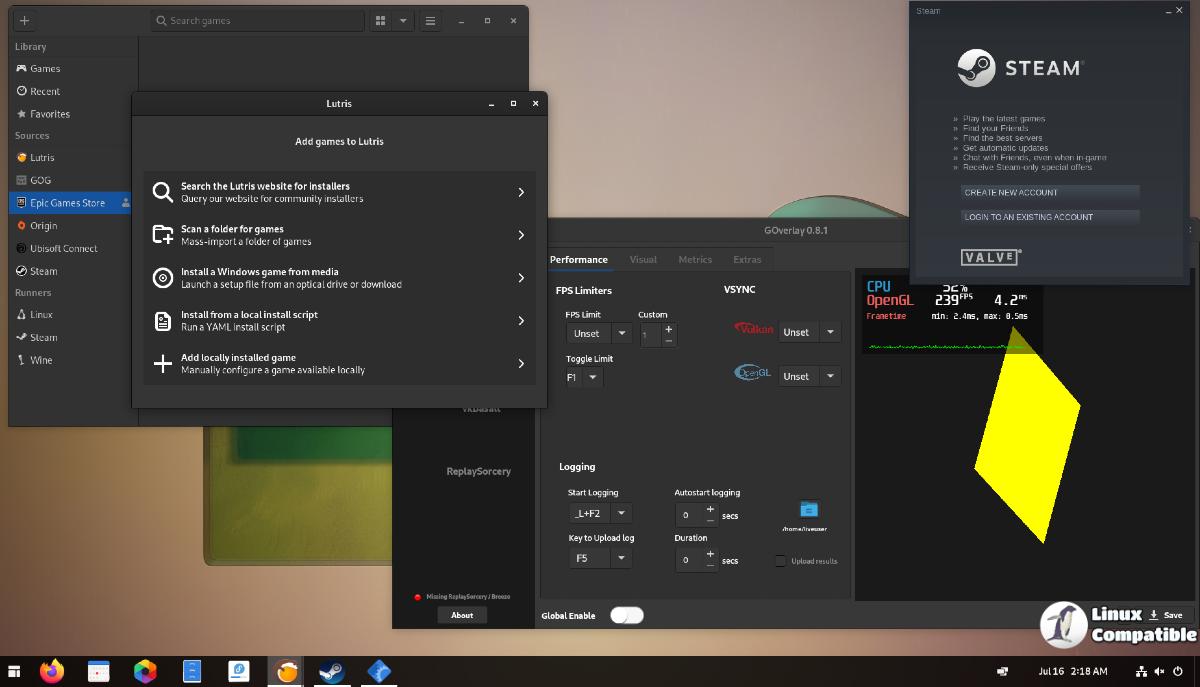 Search games
Library
Games
Recent
Favorites
Sources
Lutris
GOG
Epic Games Store
Origin
Ubisoft Connect
Steam
Runners
Linux
Steam
Wine
Lutris
Add games to Lutris
Search the Lutris website for installers
Query our website for community installers
Scan a folder for games
Mass-import a folder of games
Install a Windows game from media
Launch a setup file from an optical drive or download
Install from a local install script
Run a YAML install script
Add locally installed game
Manually configure a game available locally
Steam
STEAM
» Play the latest games
» Find your Friends
» Find the best servers
» Get automatic updates
» Chat with Friends, even when in-game
» Receive Steam-only special offers
CREATE NEW ACCOUNT
LOGIN TO AN EXISTING ACCOUNT
VALVE®
GOverlay 0.8.1
Performance Visual Metrics Extras
FPS Limiters VSYNC
FPS Limit Custom
Unset 1 Vulkan Unset
Toggle Limit
F1 OpenGL Unset
vkBasalt
ReplaySorcery
Logging
Start Logging Autostart logging
_L+F2 0 secs
/home/liveuser
Key to Upload log Duration
F5 0 secs Upload results
Missing ReplaySorcery / Breeze
About
Global Enable
Save
CPU 52%
OpenGL 239FPS 4.2ms
Frametime min: 2.4ms, max: 8.5ms
Linux
Compatible
Jul 16 2:18 AM